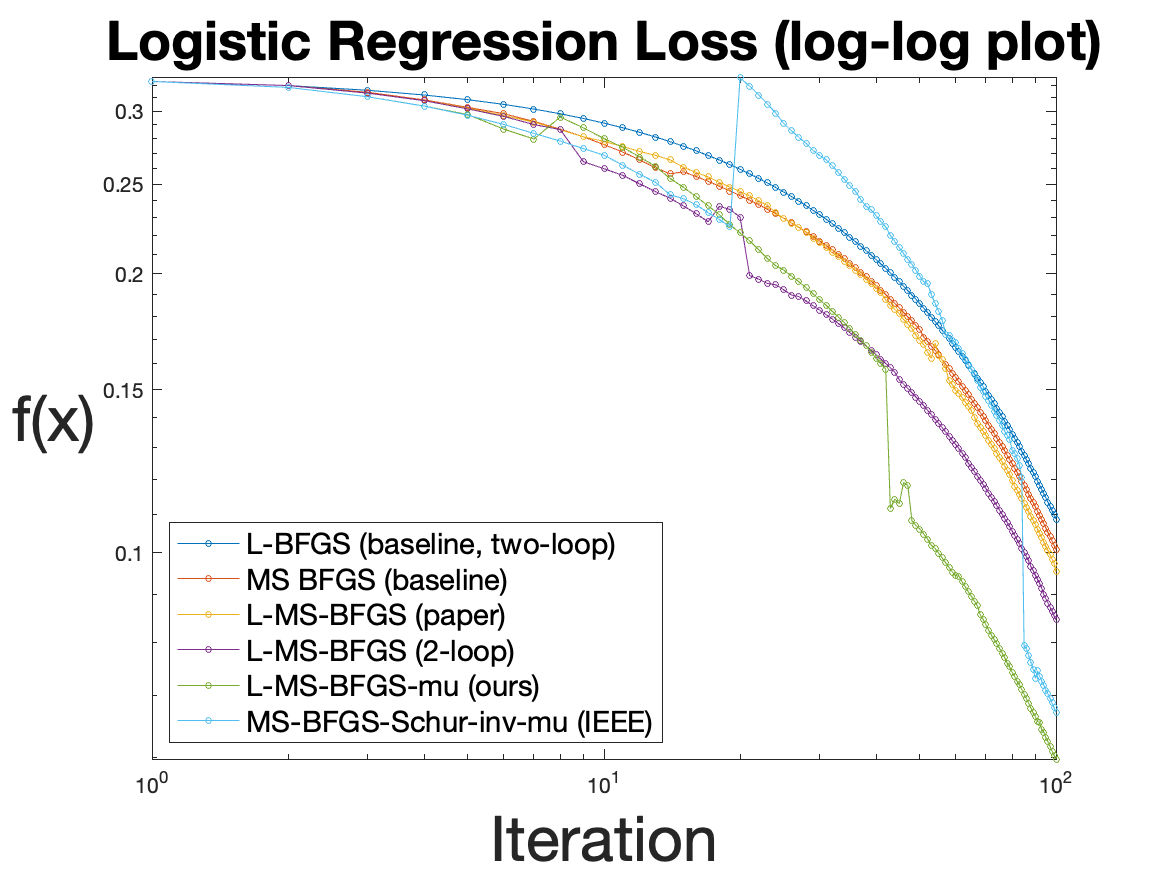 Logistic Regression Loss (log-log plot)
0.3
0.25
0.2
0.15
0.1
f(x)
L-BFGS (baseline, two-loop)
MS BFGS (baseline)
L-MS-BFGS (paper)
L-MS-BFGS (2-loop)
L-MS-BFGS-mu (ours)
MS-BFGS-Schur-inv-mu (IEEE)
10⁰ 10¹ 10²
Iteration